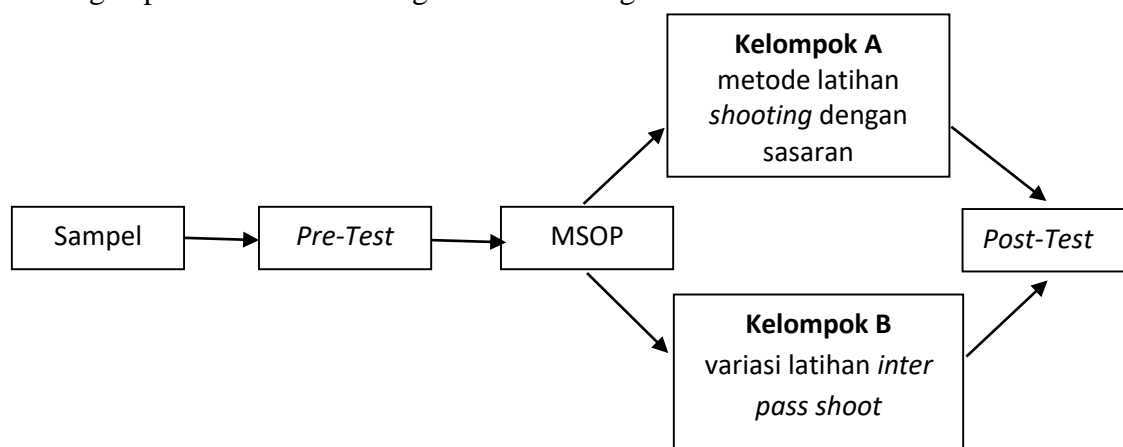 Kelompok A
metode latihan
shooting dengan
sasaran
Sampel
Pre-Test
MSOP
Post-Test
Kelompok B
variasi latihan inter
pass shoot